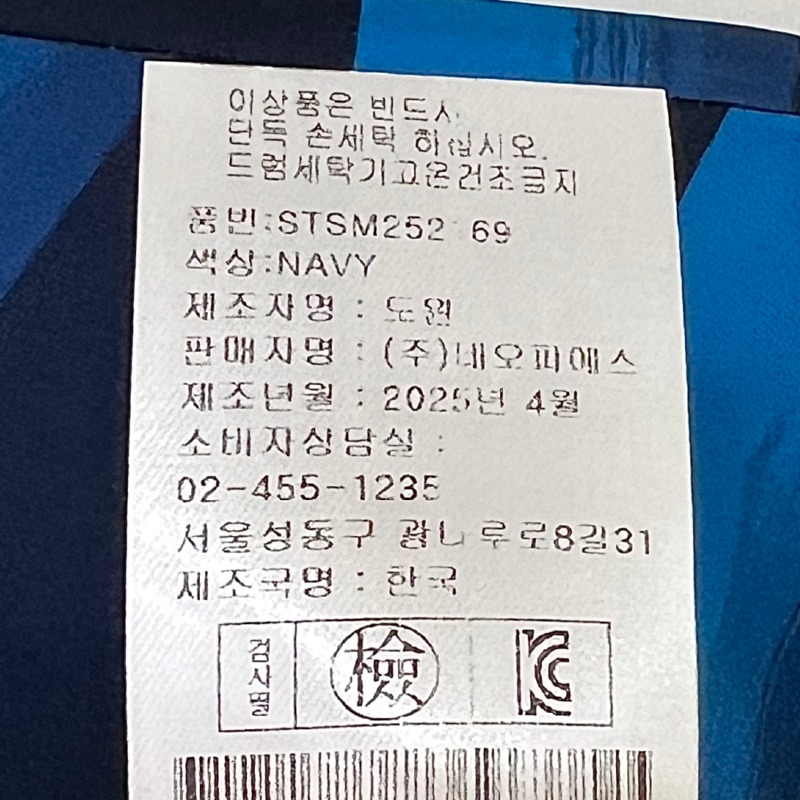 이상품은 반드시
단독 손세탁 하십시오.
드럼세탁기고온건조금지
품번:STSM252 69
색상:NAVY
제조자명 : 도원
판매자명 : (주)네오피에스
제조년월 : 2025년 4월
소비자상담실 :
02-455-1235
서울성동구 광나루로8길31
제조국명 : 한국
검사필 檢 KC